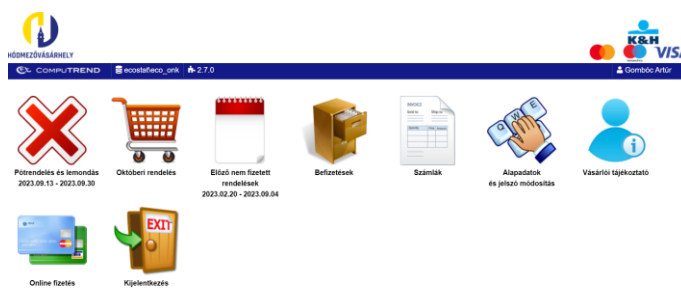 HÓDMEZŐVÁSÁRHELY
K&H
VISA
COMPUTREND ecostafieco_onk 2.7.0 Gombóc Artúr
INVOICE
EXIT
Q W E
Pótrendelés és lemondás
2023.09.13 - 2023.09.30
Októberi rendelés
Előző nem fizetett
rendelések
2023.02.20 - 2023.09.04
Befizetések
Számlák
Alapadatok
és jelszó módosítás
Vásárlói tájékoztató
Online fizetés
Kijelentkezés